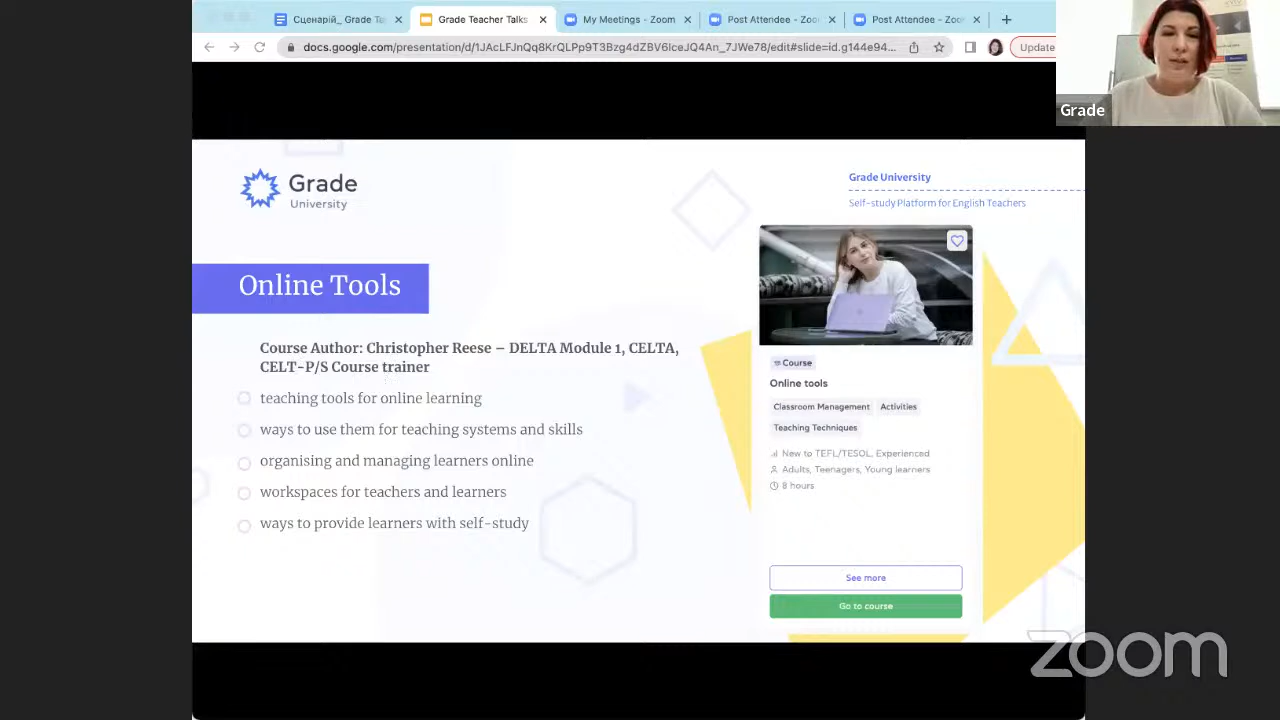 Сценарій_ Grade Te
Grade Teacher Talks
My Meetings - Zoom
Post Attendee - Zoo
Post Attendee - Zoo
docs.google.com/presentation/d/1JAcLFJnQq8KrQLPp9T3Bzg4dZBV6IceJQ4An_7JWe78/edit#slide=id.g144e94...
Update
Grade
Grade
University
Grade University
Self-study Platform for English Teachers
Online Tools
Course Author: Christopher Reese – DELTA Module 1, CELTA,
CELT-P/S Course trainer
teaching tools for online learning
ways to use them for teaching systems and skills
organising and managing learners online
workspaces for teachers and learners
ways to provide learners with self-study
Course
Online tools
Classroom Management Activities
Teaching Techniques
New to TEFL/TESOL, Experienced
Adults, Teenagers, Young learners
8 hours
See more
Go to course
zoom